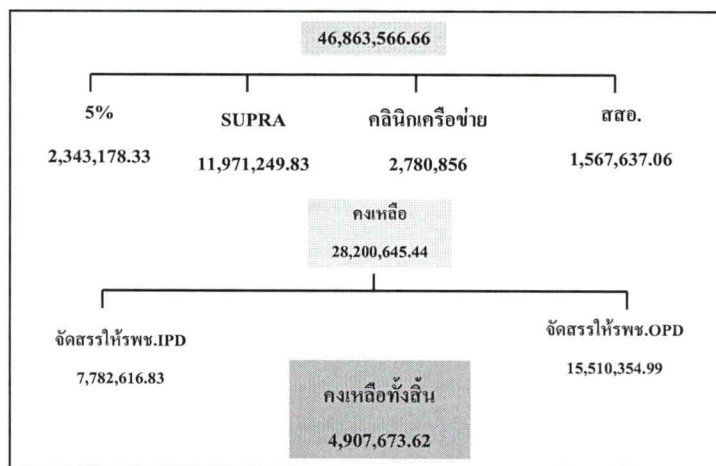 46,863,566.66
5% SUPRA คลินิกเครือข่าย สสอ.
2,343,178.33 11,971,249.83 2,780,856 1,567,637.06
คงเหลือ
28,200,645.44
จัดสรรให้รพช.IPD จัดสรรให้รพช.OPD
7,782,616.83 15,510,354.99
คงเหลือทั้งสิ้น
4,907,673.62